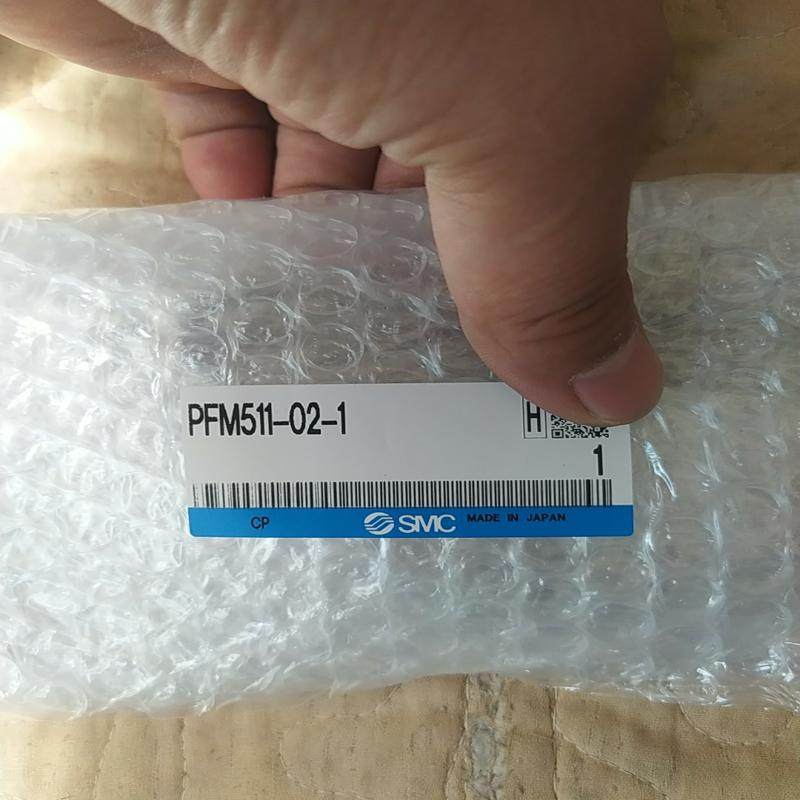 PFM511-02-1
H
1
CP SMC MADE IN JAPAN